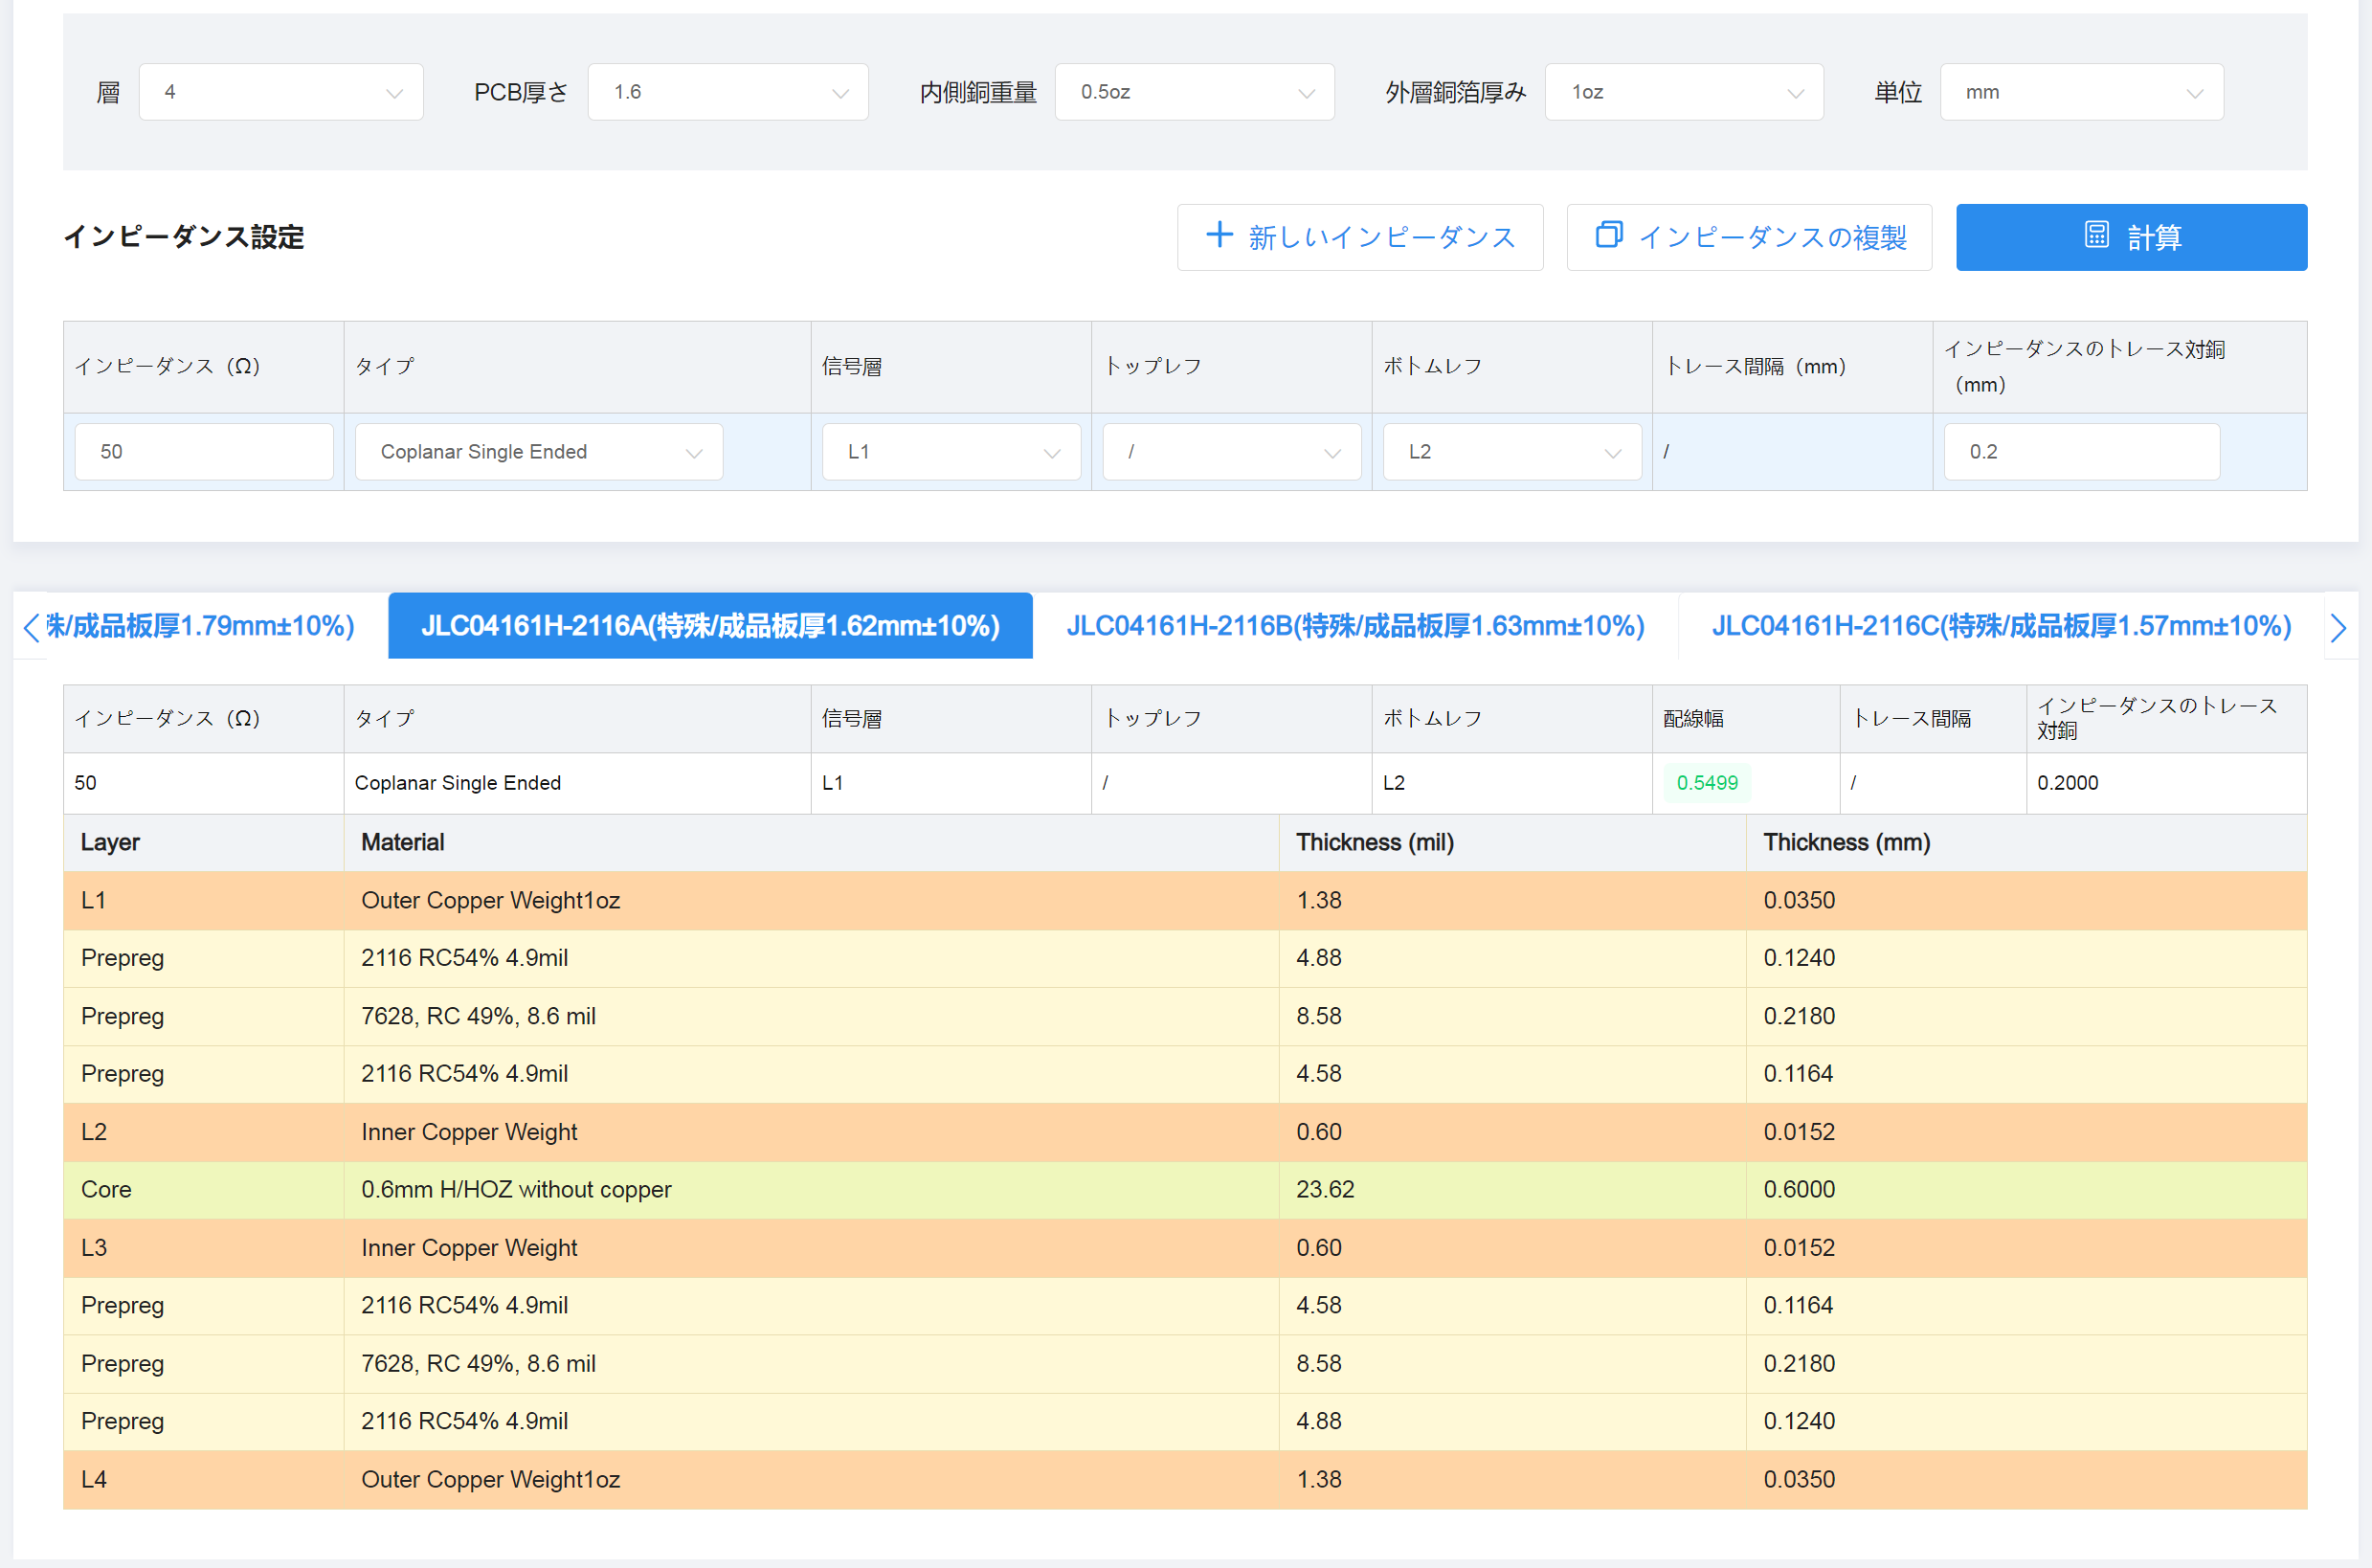 層 4 PCB厚さ 1.6 内側銅重量 0.5oz 外層銅箔厚み 1oz 単位 mm
インピーダンス設定 新しいインピーダンス インピーダンスの複製 計算
インピーダンス（Ω） タイプ 信号層 トップレフ ボトムレフ トレース間隔（mm） インピーダンスのトレース対銅
（mm）
50 Coplanar Single Ended L1 / L2 / 0.2
殊/成品板厚1.79mm±10%) JLC04161H-2116A(特殊/成品板厚1.62mm±10%) JLC04161H-2116B(特殊/成品板厚1.63mm±10%) JLC04161H-2116C(特殊/成品板厚1.57mm±10%)
インピーダンス（Ω） タイプ 信号層 トップレフ ボトムレフ 配線幅 トレース間隔 インピーダンスのトレース
対銅
50 Coplanar Single Ended L1 / L2 0.5499 / 0.2000
Layer Material Thickness (mil) Thickness (mm)
L1 Outer Copper Weight1oz 1.38 0.0350
Prepreg 2116 RC54% 4.9mil 4.88 0.1240
Prepreg 7628, RC 49%, 8.6 mil 8.58 0.2180
Prepreg 2116 RC54% 4.9mil 4.58 0.1164
L2 Inner Copper Weight 0.60 0.0152
Core 0.6mm H/HOZ without copper 23.62 0.6000
L3 Inner Copper Weight 0.60 0.0152
Prepreg 2116 RC54% 4.9mil 4.58 0.1164
Prepreg 7628, RC 49%, 8.6 mil 8.58 0.2180
Prepreg 2116 RC54% 4.9mil 4.88 0.1240
L4 Outer Copper Weight1oz 1.38 0.0350